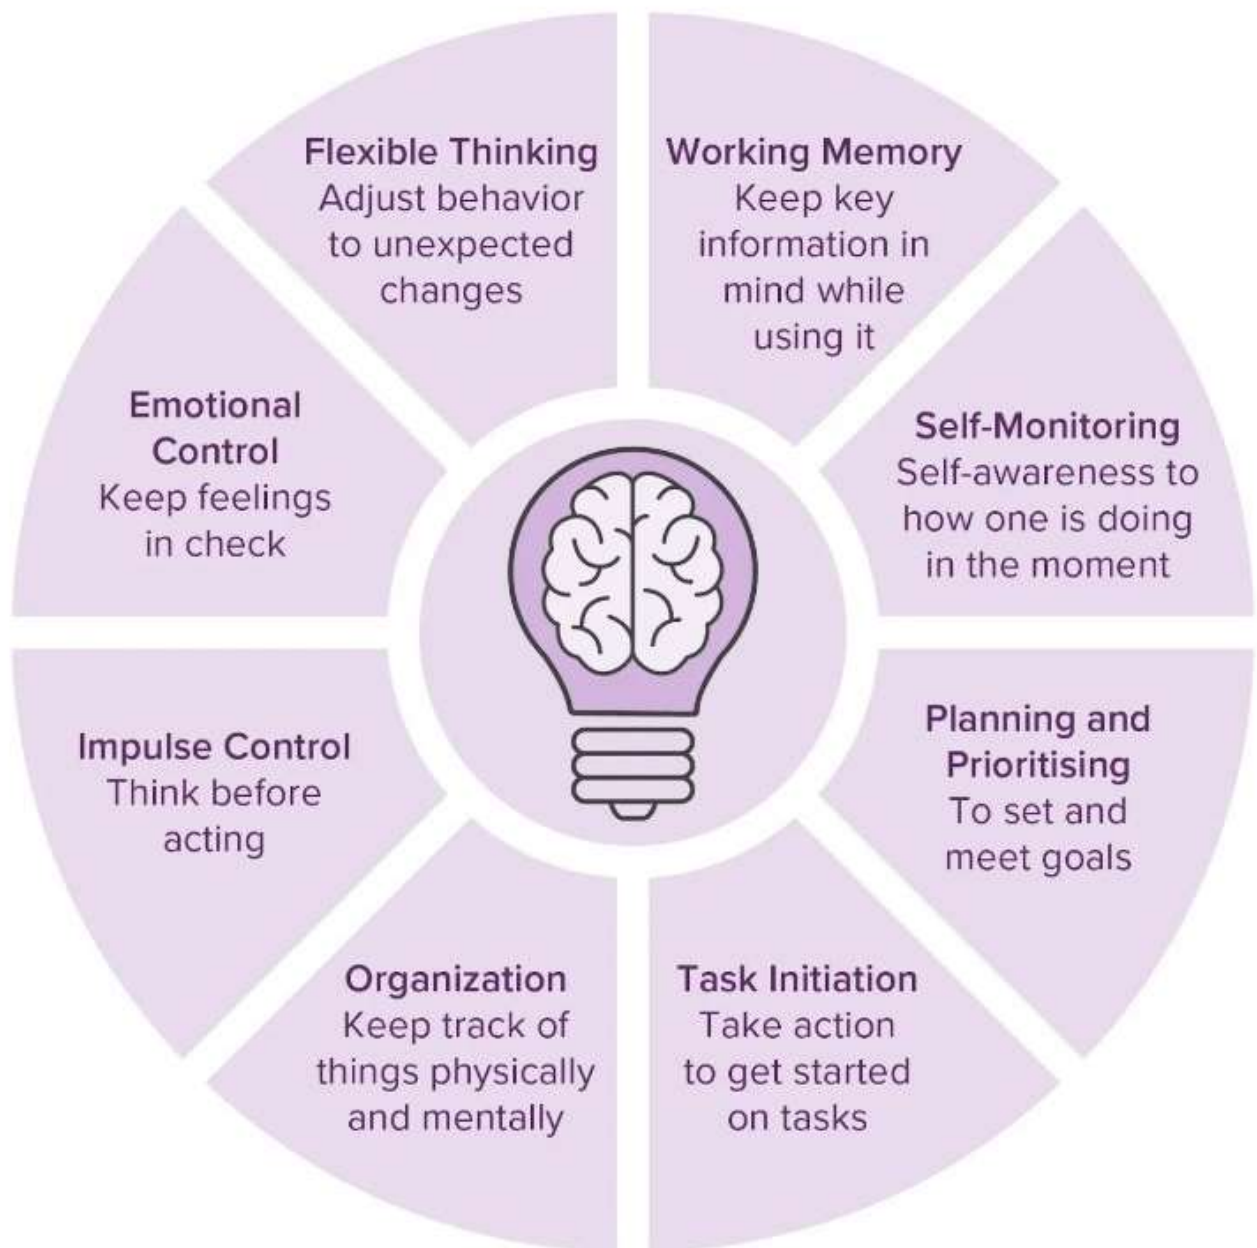 Flexible Thinking
Adjust behavior
to unexpected
changes
Working Memory
Keep key
information in
mind while
using it
Self-Monitoring
Self-awareness to
how one is doing
in the moment
Planning and
Prioritising
To set and
meet goals
Task Initiation
Take action
to get started
on tasks
Organization
Keep track of
things physically
and mentally
Impulse Control
Think before
acting
Emotional
Control
Keep feelings
in check